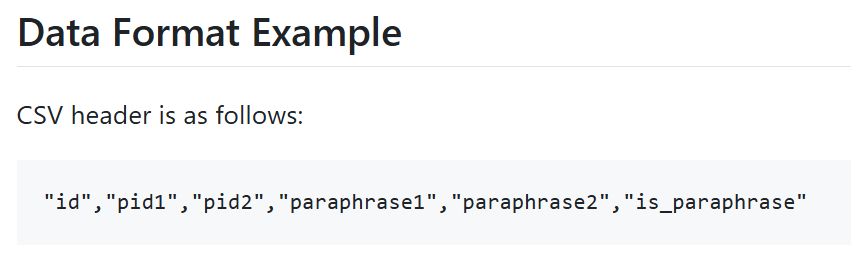 Data Format Example
CSV header is as follows:
"id","pid1","pid2","paraphrase1","paraphrase2","is_paraphrase"